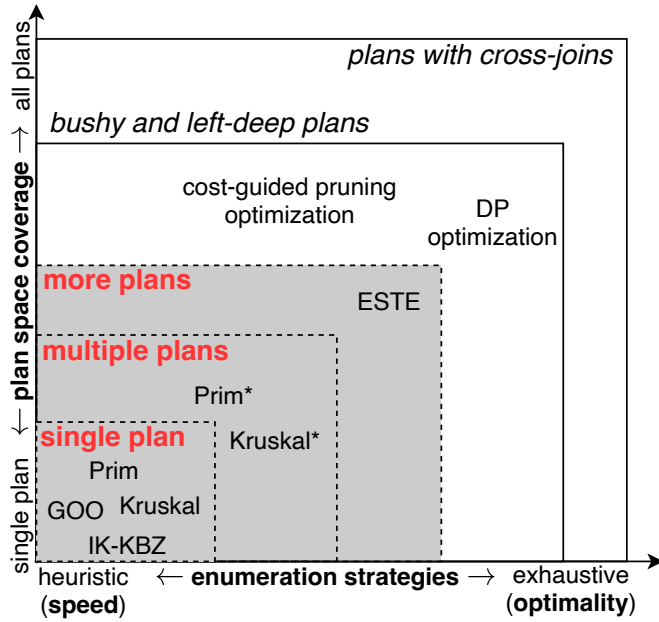 plans with cross-joins
bushy and left-deep plans
cost-guided pruning
optimization
DP
optimization
more plans
ESTE
multiple plans
Prim*
Kruskal*
single plan
Prim
GOO
Kruskal
IK-KBZ
single plan ← plan space coverage → all plans
heuristic ← enumeration strategies → exhaustive
(speed) (optimality)